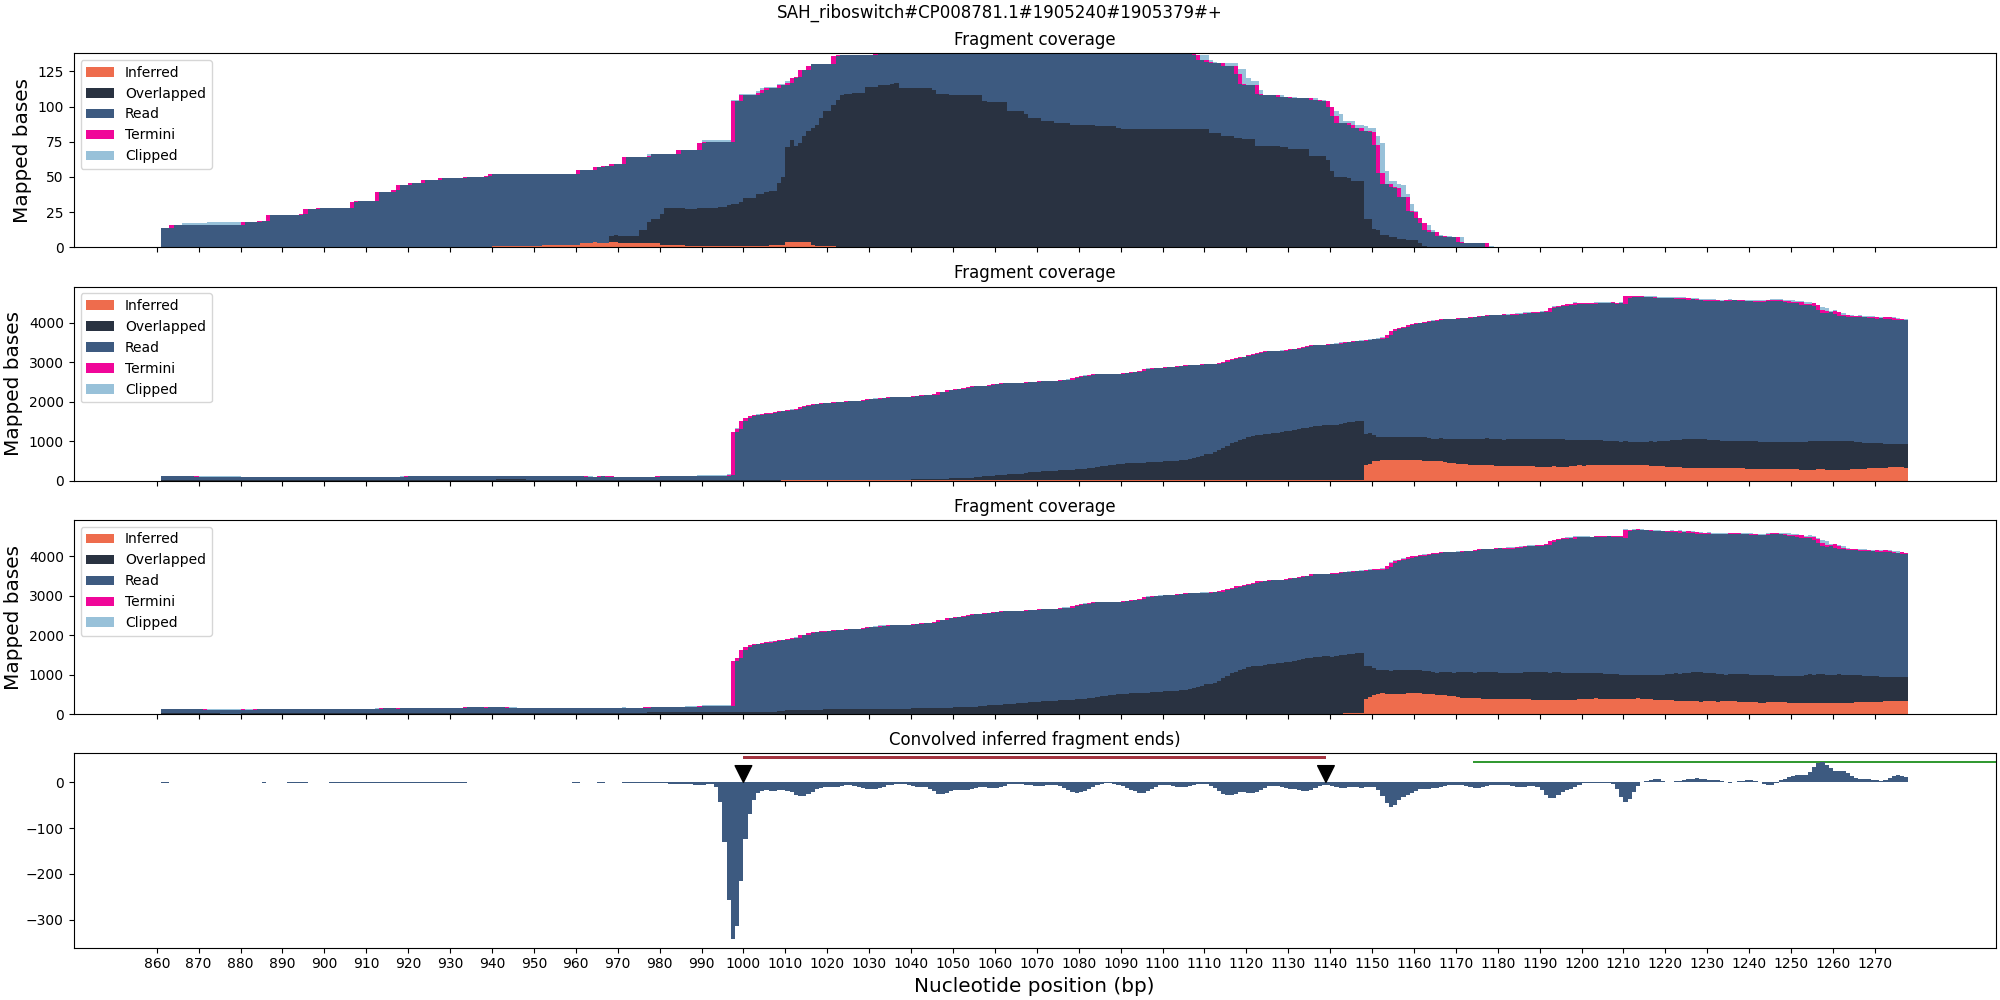 SAH_riboswitch#CP008781.1#1905240#1905379#+
Fragment coverage
Mapped bases
125
100
75
50
25
0
Inferred
Overlapped
Read
Termini
Clipped
Fragment coverage
Mapped bases
4000
3000
2000
1000
0
Inferred
Overlapped
Read
Termini
Clipped
Fragment coverage
Mapped bases
4000
3000
2000
1000
0
Inferred
Overlapped
Read
Termini
Clipped
Convolved inferred fragment ends)
0
−100
−200
−300
860 870 880 890 900 910 920 930 940 950 960 970 980 990 1000 1010 1020 1030 1040 1050 1060 1070 1080 1090 1100 1110 1120 1130 1140 1150 1160 1170 1180 1190 1200 1210 1220 1230 1240 1250 1260 1270
Nucleotide position (bp)